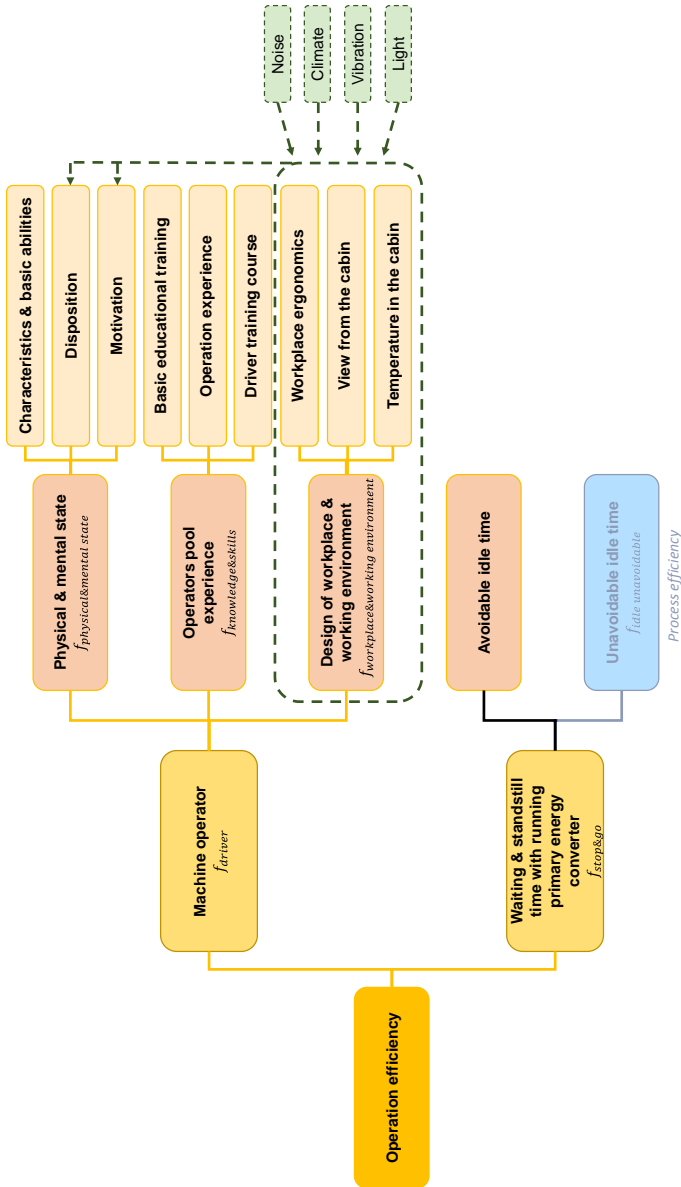 Operation efficiency
Machine operator
f_driver
Waiting & standstill
time with running
primary energy
converter
f_stop&go
Physical & mental state
f_physical&mental state
Operators pool
experience
f_knowledge&skills
Design of workplace &
working environment
f_workplace&working environment
Avoidable idle time
Unavoidable idle time
f_idle unavoidable
Process efficiency
Characteristics & basic abilities
Disposition
Motivation
Basic educational training
Operation experience
Driver training course
Workplace ergonomics
View from the cabin
Temperature in the cabin
Noise
Climate
Vibration
Light